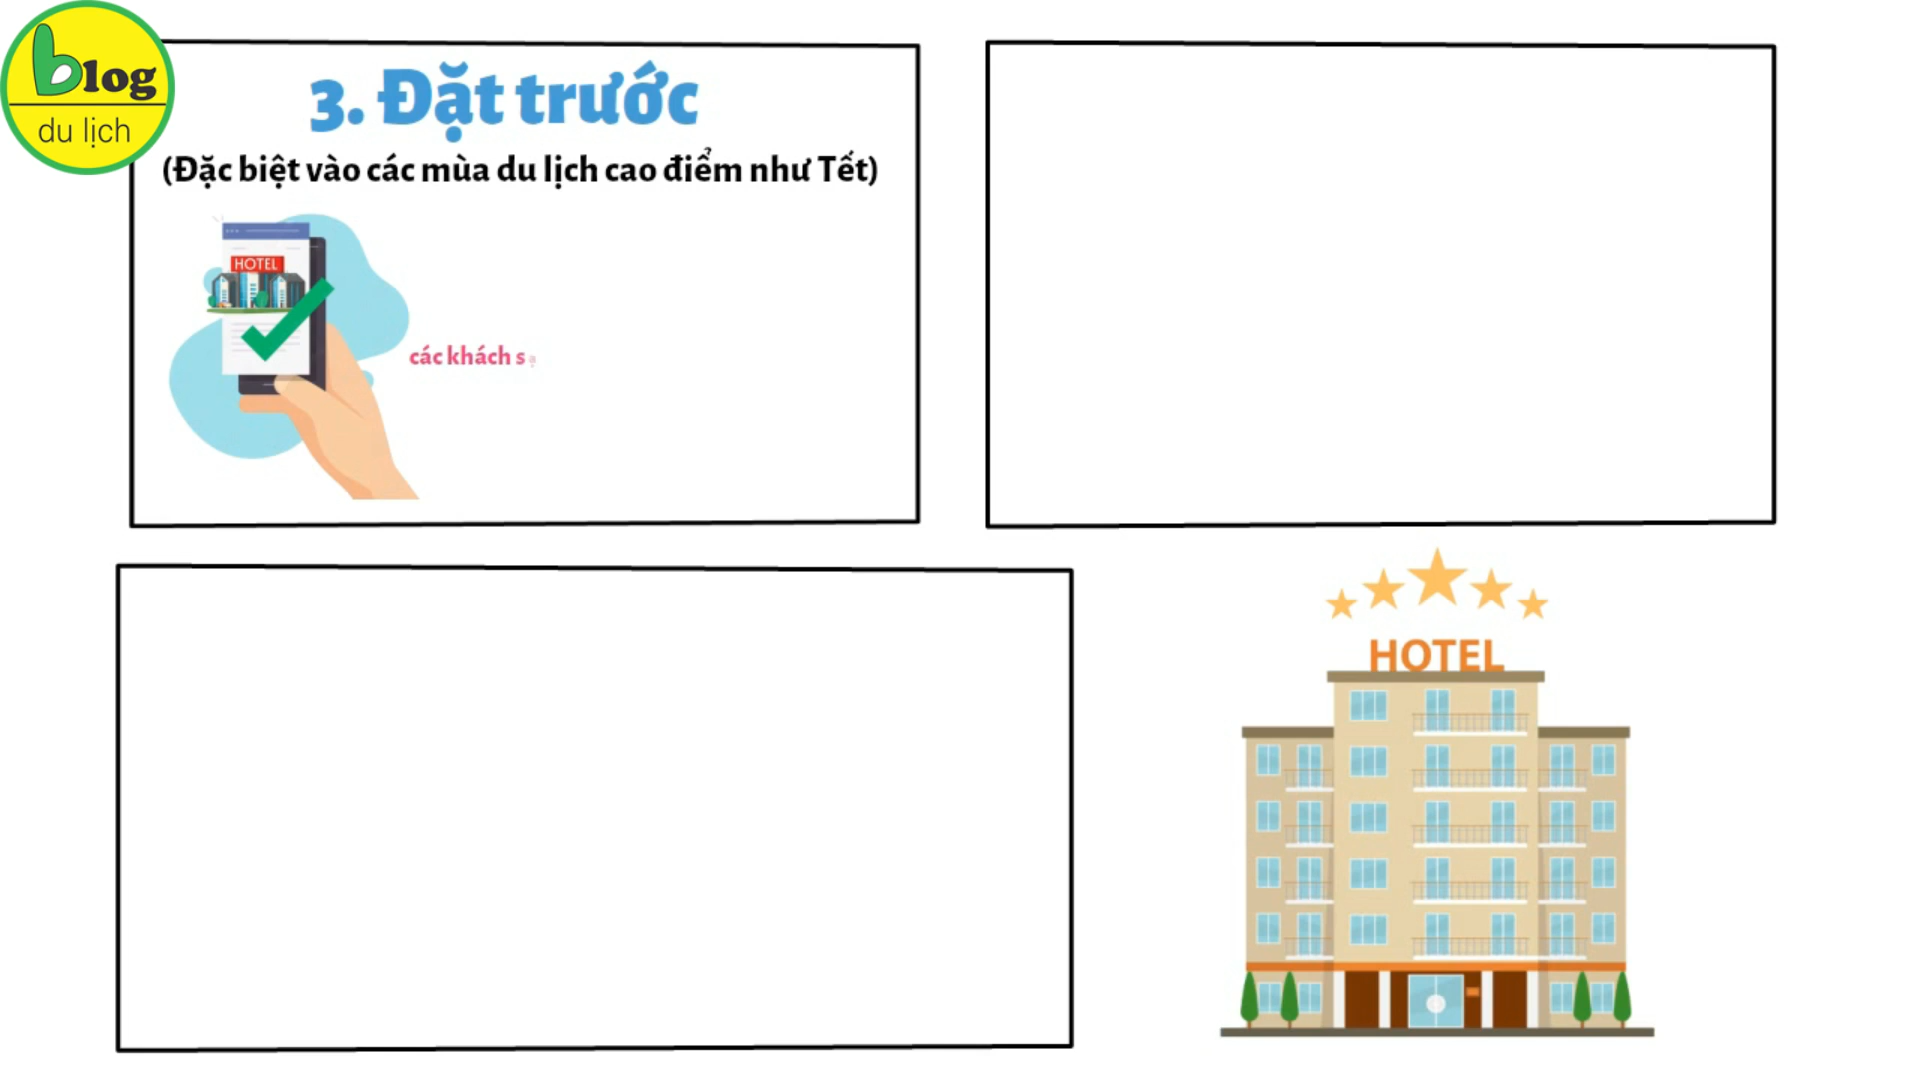 blog
du lịch
3. Đặt trước
(Đặc biệt vào các mùa du lịch cao điểm như Tết)
HOTEL
các khách s
HOTEL